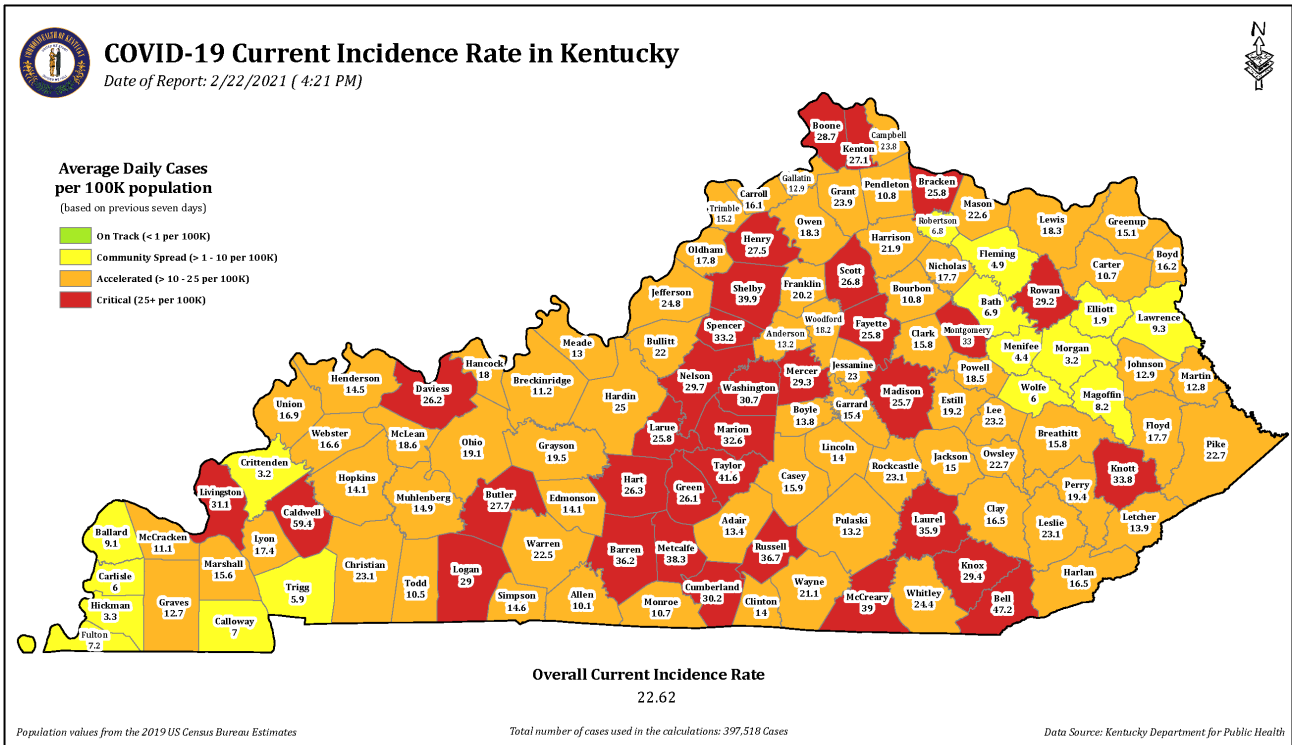 COVID-19 Current Incidence Rate in Kentucky
Date of Report: 2/22/2021 ( 4:21 PM)
N
Average Daily Cases
per 100K population
(based on previous seven days)
On Track (< 1 per 100K)
Community Spread (> 1 - 10 per 100K)
Accelerated (> 10 - 25 per 100K)
Critical (25+ per 100K)
Boone
28.7
Kenton
27.1
Campbell
23.8
Gallatin
12.9
Carroll
16.1
Trimble
15.2
Grant
23.9
Pendleton
10.8
Bracken
25.8
Mason
22.6
Robertson
6.8
Lewis
18.3
Greenup
15.1
Owen
18.3
Henry
27.5
Oldham
17.8
Harrison
21.9
Fleming
4.9
Nicholas
17.7
Carter
10.7
Boyd
16.2
Rowan
29.2
Scott
26.8
Franklin
20.2
Shelby
39.9
Jefferson
24.8
Bourbon
10.8
Bath
6.9
Elliott
1.9
Lawrence
9.3
Spencer
33.2
Anderson
13.2
Woodford
18.2
Fayette
25.8
Clark
15.8
Montgomery
33
Menifee
4.4
Morgan
3.2
Meade
13
Bullitt
22
Hancock
18
Breckinridge
11.2
Henderson
14.5
Daviess
26.2
Hardin
25
Nelson
29.7
Washington
30.7
Mercer
29.3
Jessamine
23
Madison
25.7
Powell
18.5
Wolfe
6
Magoffin
8.2
Johnson
12.9
Martin
12.8
Union
16.9
Webster
16.6
McLean
18.6
Ohio
19.1
Grayson
19.5
Larue
25.8
Marion
32.6
Boyle
13.8
Garrard
15.4
Estill
19.2
Lee
23.2
Breathitt
15.8
Floyd
17.7
Pike
22.7
Crittenden
3.2
Livingston
31.1
Caldwell
59.4
Hopkins
14.1
Muhlenberg
14.9
Butler
27.7
Edmonson
14.1
Hart
26.3
Green
26.1
Taylor
41.6
Casey
15.9
Lincoln
14
Rockcastle
23.1
Jackson
15
Owsley
22.7
Perry
19.4
Knott
33.8
Letcher
13.9
Ballard
9.1
McCracken
11.1
Lyon
17.4
Marshall
15.6
Carlisle
6
Hickman
3.3
Fulton
7.2
Graves
12.7
Calloway
7
Trigg
5.9
Christian
23.1
Todd
10.5
Logan
29
Simpson
14.6
Warren
22.5
Allen
10.1
Barren
36.2
Metcalfe
38.3
Monroe
10.7
Cumberland
30.2
Adair
13.4
Russell
36.7
Clinton
14
Wayne
21.1
Pulaski
13.2
McCreary
39
Laurel
35.9
Whitley
24.4
Knox
29.4
Bell
47.2
Clay
16.5
Leslie
23.1
Harlan
16.5
Overall Current Incidence Rate
22.62
Population values from the 2019 US Census Bureau Estimates
Total number of cases used in the calculations: 397,518 Cases
Data Source: Kentucky Department for Public Health